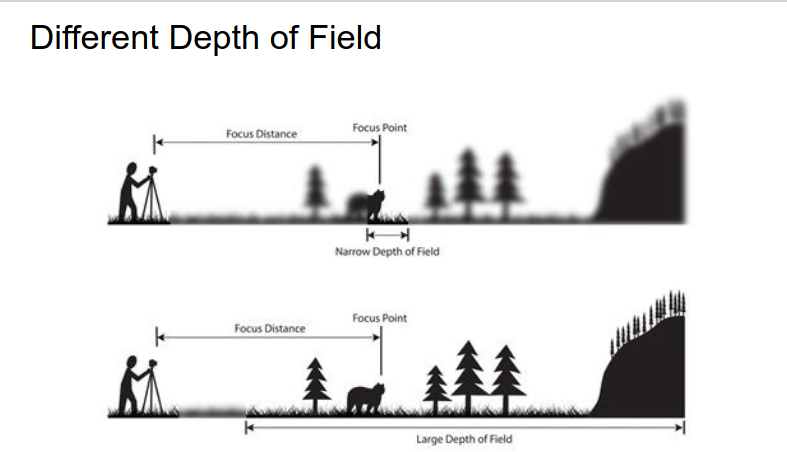 Different Depth of Field
Focus Distance
Focus Point
Narrow Depth of Field
Focus Distance
Focus Point
Large Depth of Field